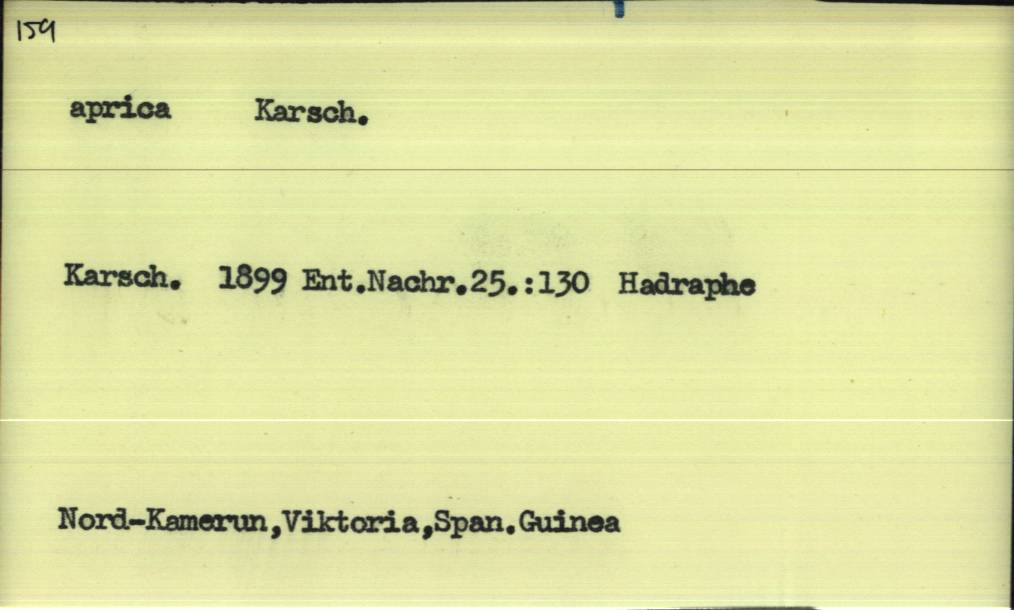 159
aprica Karsch.
Karsch. 1899 Ent.Nachr.25.:130 Hadraphe
Nord-Kamerun,Viktoria,Span.Guinea